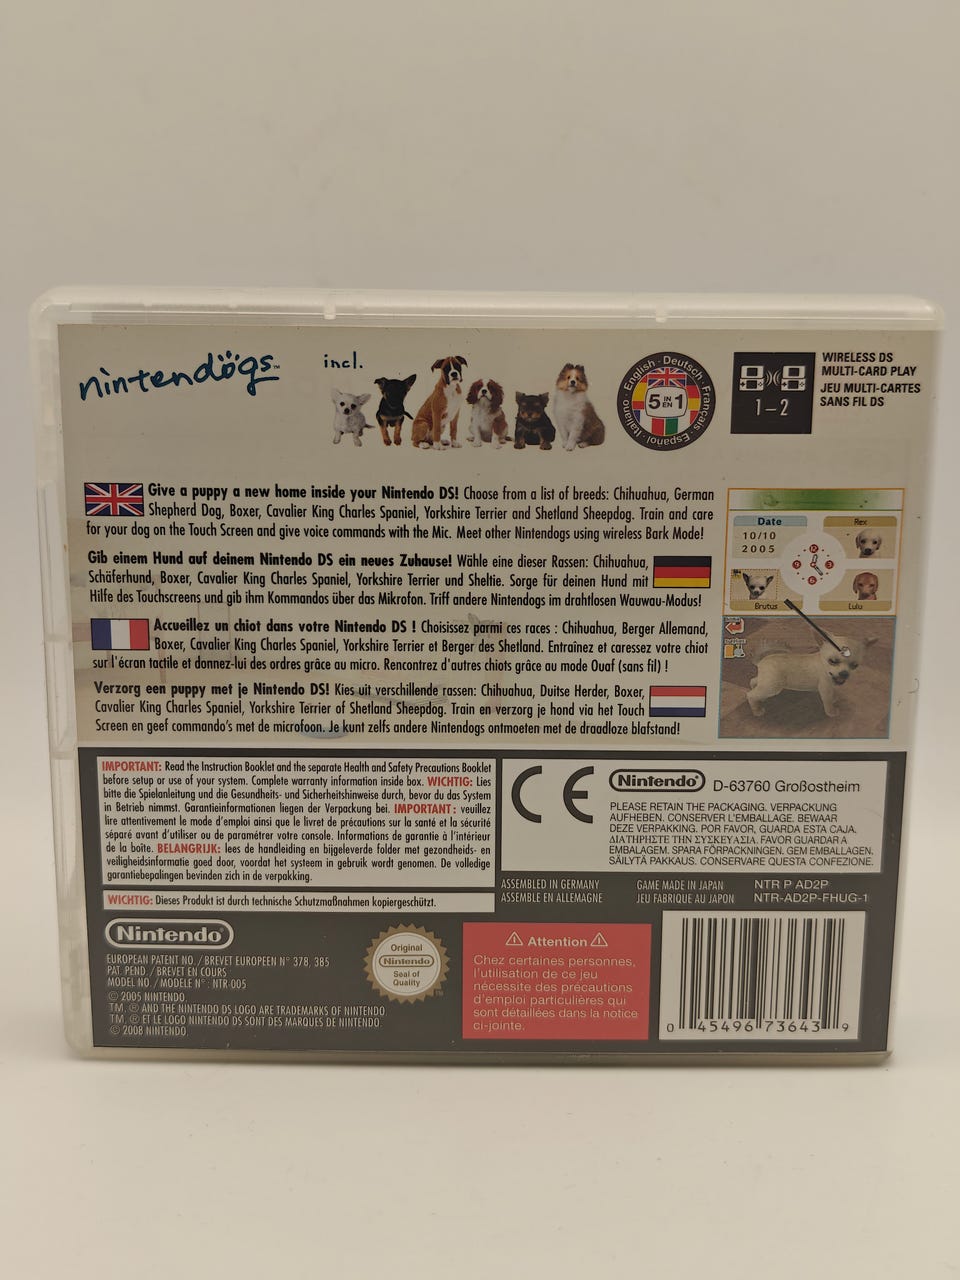 nintendögs™
incl.
English · Deutsch · Français · Español · Italiano ·
5 IN EN 1
1–2
WIRELESS DS
MULTI-CARD PLAY
JEU MULTI-CARTES
SANS FIL DS
Give a puppy a new home inside your Nintendo DS! Choose from a list of breeds: Chihuahua, German
Shepherd Dog, Boxer, Cavalier King Charles Spaniel, Yorkshire Terrier and Shetland Sheepdog. Train and care
for your dog on the Touch Screen and give voice commands with the Mic. Meet other Nintendogs using wireless Bark Mode!
Gib einem Hund auf deinem Nintendo DS ein neues Zuhause! Wähle eine dieser Rassen: Chihuahua,
Schäferhund, Boxer, Cavalier King Charles Spaniel, Yorkshire Terrier und Sheltie. Sorge für deinen Hund mit
Hilfe des Touchscreens und gib ihm Kommandos über das Mikrofon. Triff andere Nintendogs im drahtlosen Wauwau-Modus!
Accueillez un chiot dans votre Nintendo DS ! Choisissez parmi ces races : Chihuahua, Berger Allemand,
Boxer, Cavalier King Charles Spaniel, Yorkshire Terrier et Berger des Shetland. Entraînez et caressez votre chiot
sur l'écran tactile et donnez-lui des ordres grâce au micro. Rencontrez d'autres chiots grâce au mode Ouaf (sans fil) !
Verzorg een puppy met je Nintendo DS! Kies uit verschillende rassen: Chihuahua, Duitse Herder, Boxer,
Cavalier King Charles Spaniel, Yorkshire Terrier of Shetland Sheepdog. Train en verzorg je hond via het Touch
Screen en geef commando's met de microfoon. Je kunt zelfs andere Nintendogs ontmoeten met de draadloze blafstand!
Date
10/10
2005
Rex
12
3
6
9
Brutus
Lulu
IMPORTANT: Read the Instruction Booklet and the separate Health and Safety Precautions Booklet
before setup or use of your system. Complete warranty information inside box. WICHTIG: Lies
bitte die Spielanleitung und die Gesundheits- und Sicherheitshinweise durch, bevor du das System
in Betrieb nimmst. Garantieinformationen liegen der Verpackung bei. IMPORTANT : veuillez
lire attentivement le mode d'emploi ainsi que le livret de précautions sur la santé et la sécurité
séparé avant d'utiliser ou de paramétrer votre console. Informations de garantie à l'intérieur
de la boîte. BELANGRIJK: lees de handleiding en bijgeleverde folder met gezondheids- en
veiligheidsinformatie goed door, voordat het systeem in gebruik wordt genomen. De volledige
garantiebepalingen bevinden zich in de verpakking.
WICHTIG: Dieses Produkt ist durch technische Schutzmaßnahmen kopiergeschützt.
CE
Nintendo®
D-63760 Großostheim
PLEASE RETAIN THE PACKAGING. VERPACKUNG
AUFHEBEN. CONSERVER L'EMBALLAGE. BEWAAR
DEZE VERPAKKING. POR FAVOR, GUARDA ESTA CAJA.
ΔΙΑΤΗΡΗΣΤΕ ΤΗΝ ΣΥΣΚΕΥΑΣΙΑ. FAVOR GUARDAR A
EMBALAGEM. SPARA FÖRPACKNINGEN. GEM EMBALLAGEN.
SÄILYTÄ PAKKAUS. CONSERVARE QUESTA CONFEZIONE.
ASSEMBLED IN GERMANY
ASSEMBLE EN ALLEMAGNE
GAME MADE IN JAPAN
JEU FABRIQUE AU JAPON
NTR P AD2P
NTR-AD2P-FHUG-1
Nintendo®
EUROPEAN PATENT NO. / BREVET EUROPEEN N° 378, 385
PAT. PEND. / BREVET EN COURS
MODEL NO. / MODELE N° : NTR-005
© 2005 NINTENDO.
TM, ® AND THE NINTENDO DS LOGO ARE TRADEMARKS OF NINTENDO.
TM, ® ET LE LOGO NINTENDO DS SONT DES MARQUES DE NINTENDO.
© 2008 NINTENDO.
Original
Nintendo
Seal of
Quality
⚠ Attention ⚠
Chez certaines personnes,
l'utilisation de ce jeu
nécessite des précautions
d'emploi particulières qui
sont détaillées dans la notice
ci-jointe.
0 45496 73643 9